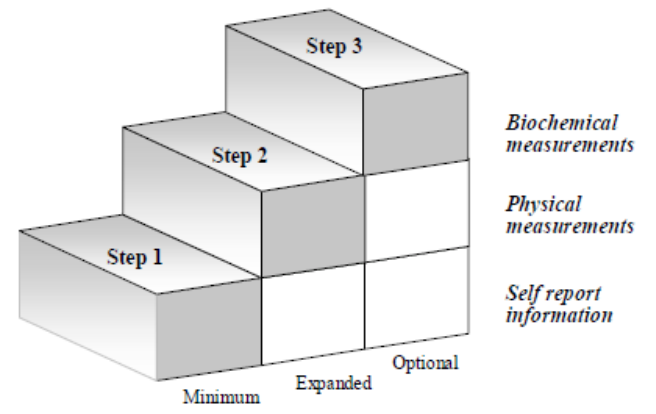 Step 3
Biochemical
measurements
Step 2
Physical
measurements
Step 1
Self report
information
Minimum
Expanded
Optional